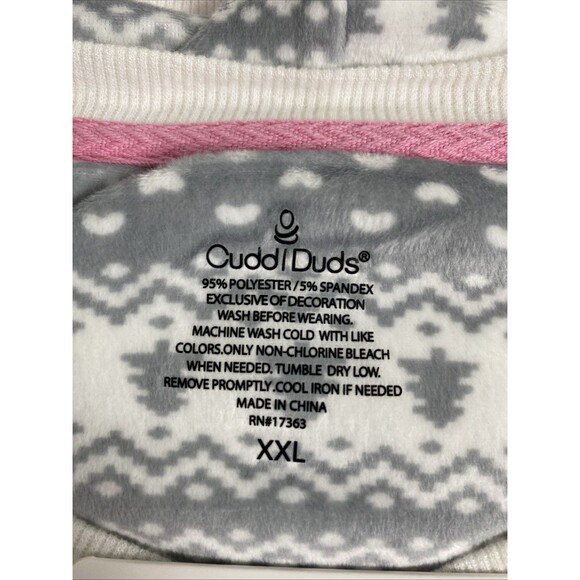 Cuddl Duds®
95% POLYESTER/5% SPANDEX
EXCLUSIVE OF DECORATION
WASH BEFORE WEARING.
MACHINE WASH COLD WITH LIKE
COLORS.ONLY NON-CHLORINE BLEACH
WHEN NEEDED. TUMBLE DRY LOW.
REMOVE PROMPTLY.COOL IRON IF NEEDED
MADE IN CHINA
RN#17363
XXL